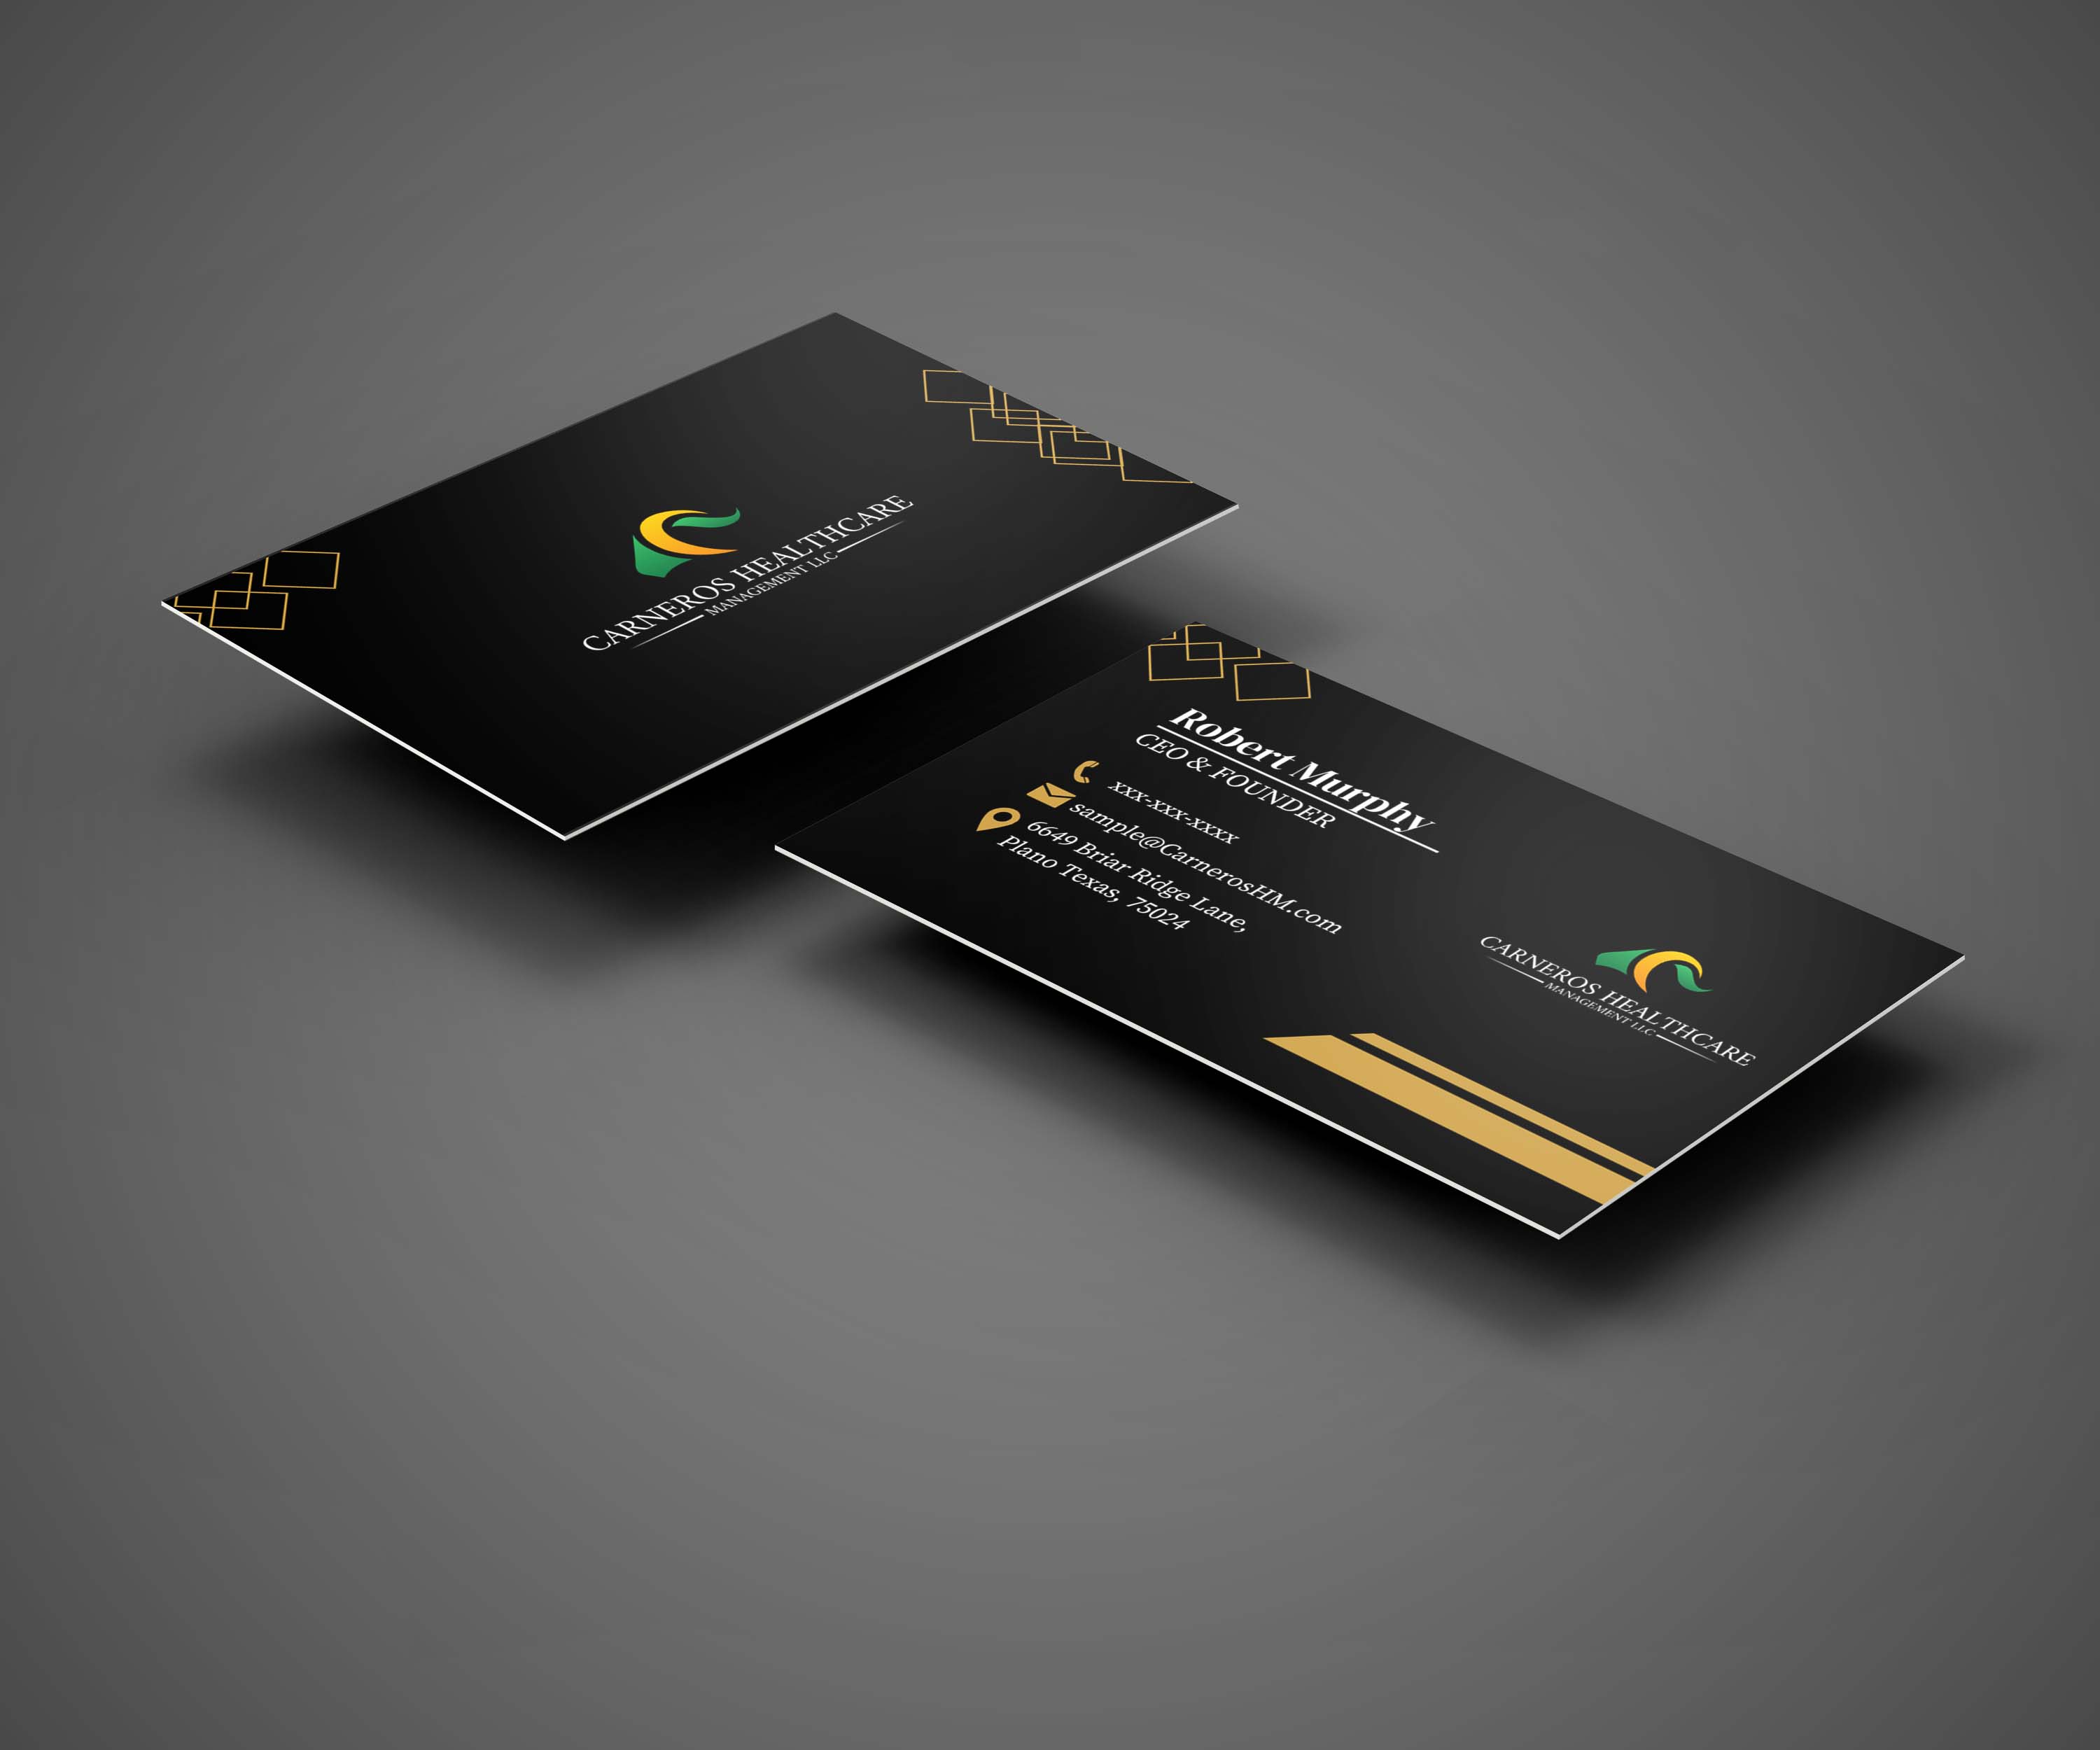 CARNEROS HEALTHCARE
MANAGEMENT LLC
Robert Murphy
CEO & FOUNDER
xxx-xxx-xxxx
sample@CarnerosHM.com
6649 Briar Ridge Lane,
Plano Texas, 75024
CARNEROS HEALTHCARE
MANAGEMENT LLC